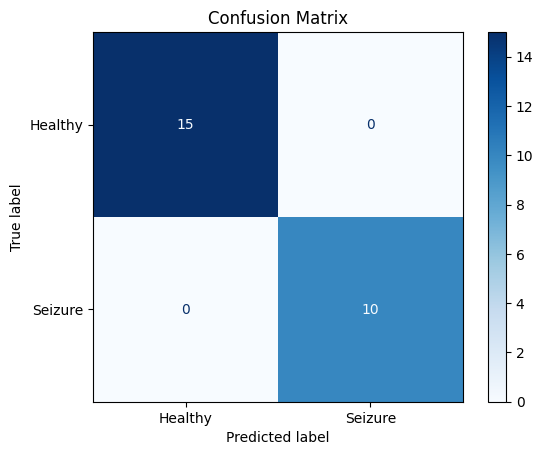 Confusion Matrix
True label
Healthy
Seizure
15
0
0
10
Healthy
Seizure
Predicted label
14
12
10
8
6
4
2
0